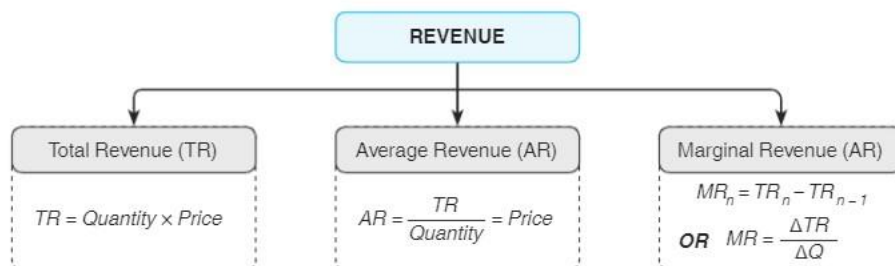 REVENUE
Total Revenue (TR)
TR = Quantity × Price
Average Revenue (AR)
AR = TR / Quantity = Price
Marginal Revenue (AR)
MRₙ = TRₙ – TRₙ ₋ ₁
OR MR = ΔTR / ΔQ